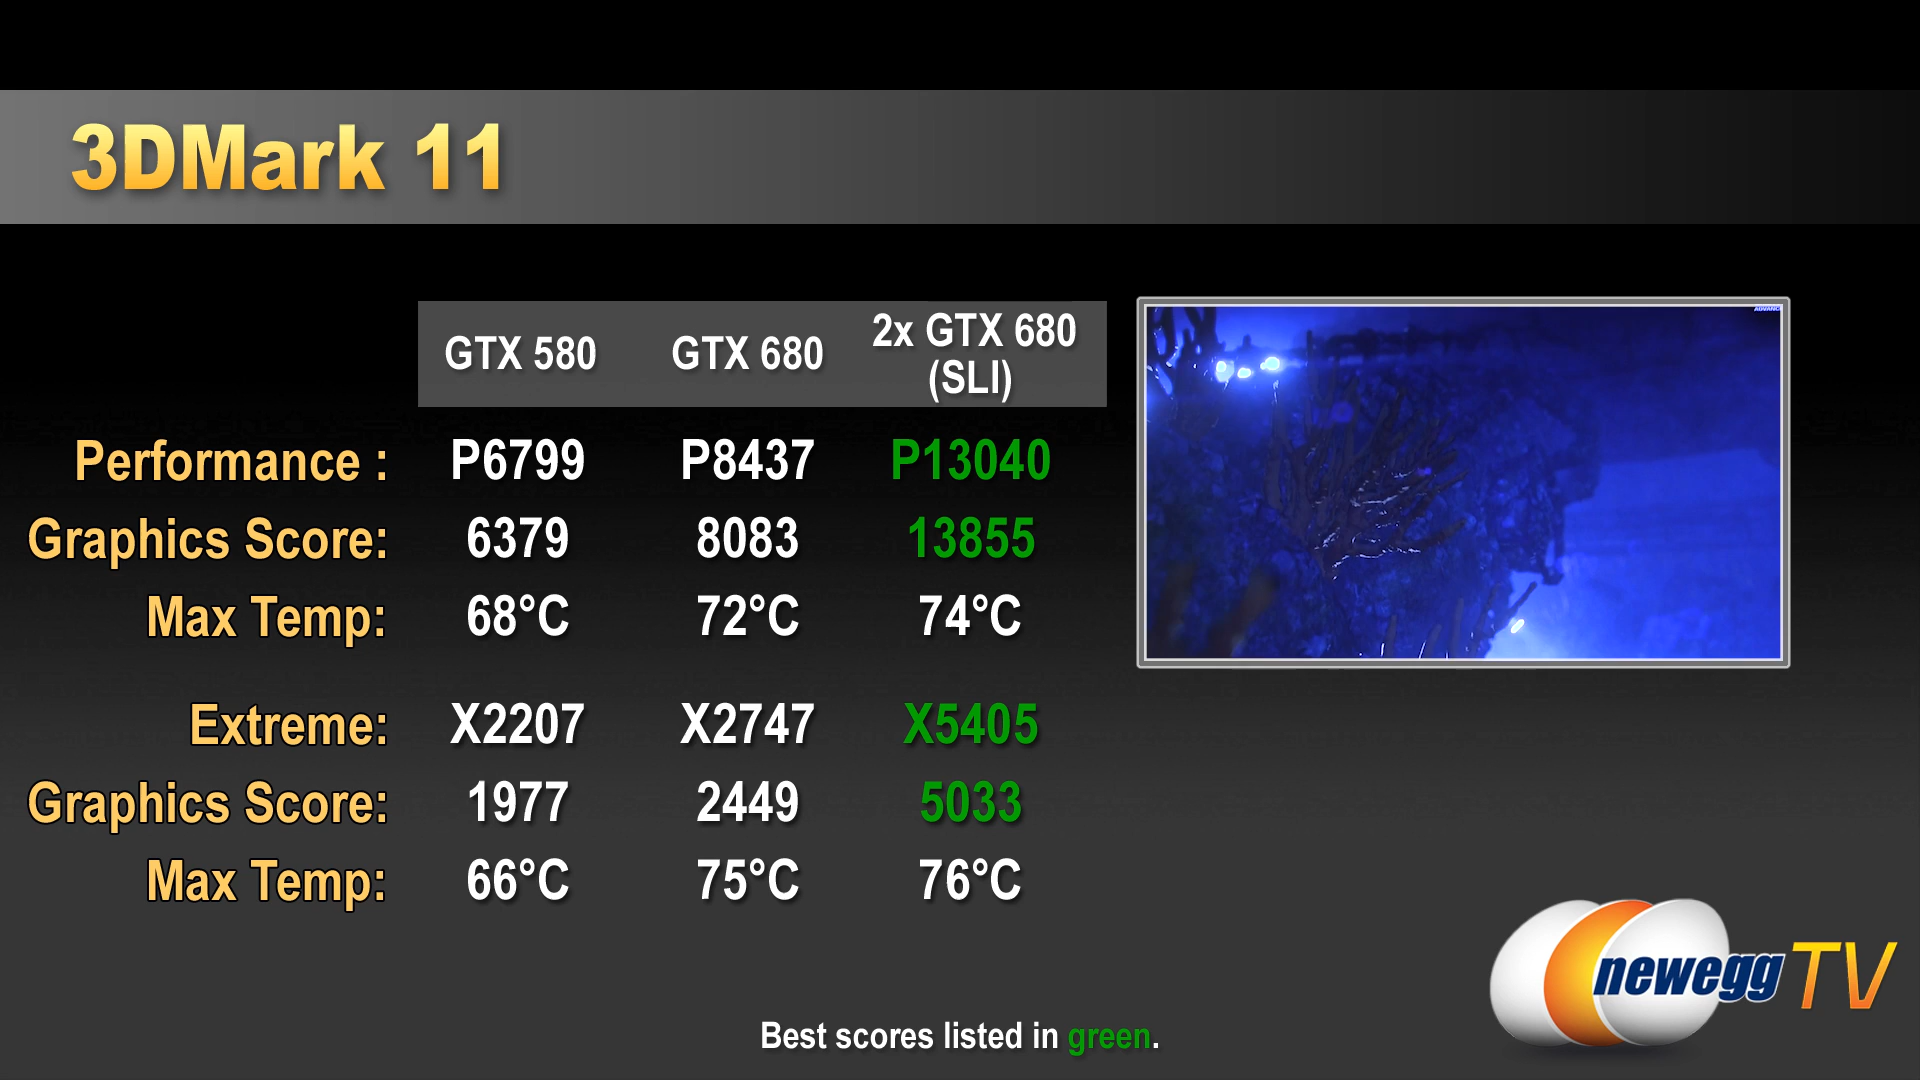 3DMark 11
GTX 580 GTX 680 2x GTX 680
(SLI)
Performance : P6799 P8437 P13040
Graphics Score: 6379 8083 13855
Max Temp: 68°C 72°C 74°C
Extreme: X2207 X2747 X5405
Graphics Score: 1977 2449 5033
Max Temp: 66°C 75°C 76°C
newegg TV
Best scores listed in green.